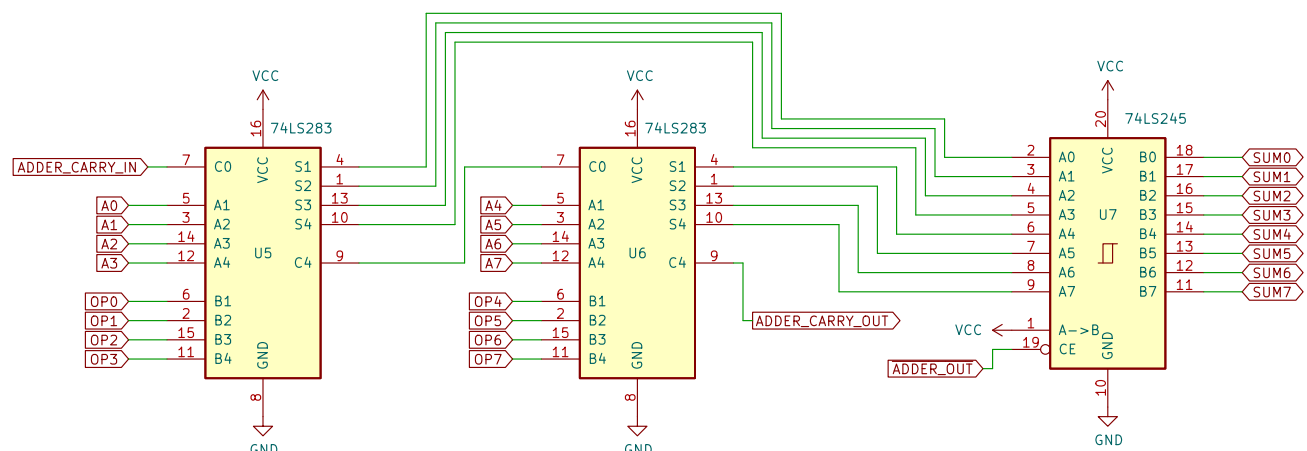 VCC
16
74LS283
ADDER_CARRY_IN
7
C0
VCC
S1
4
S2
1
A0
5
A1
S3
13
A1
3
A2
S4
10
A2
14
A3
U5
A3
12
A4
C4
9
OP0
6
B1
OP1
2
B2
OP2
15
B3
GND
OP3
11
B4
8
GND
VCC
16
74LS283
7
C0
VCC
S1
4
S2
1
A4
5
A1
S3
13
A5
3
A2
S4
10
A6
14
A3
U6
A7
12
A4
C4
9
OP4
6
B1
OP5
2
B2
ADDER_CARRY_OUT
OP6
15
B3
GND
OP7
11
B4
8
GND
VCC
20
74LS245
2
A0
VCC
B0
18
SUM0
3
A1
B1
17
SUM1
4
A2
B2
16
SUM2
5
A3
U7
B3
15
SUM3
6
A4
B4
14
SUM4
7
A5
B5
13
SUM5
8
A6
B6
12
SUM6
9
A7
B7
11
SUM7
VCC
1
A->B
19
CE
GND
ADDER_OUT
10
GND